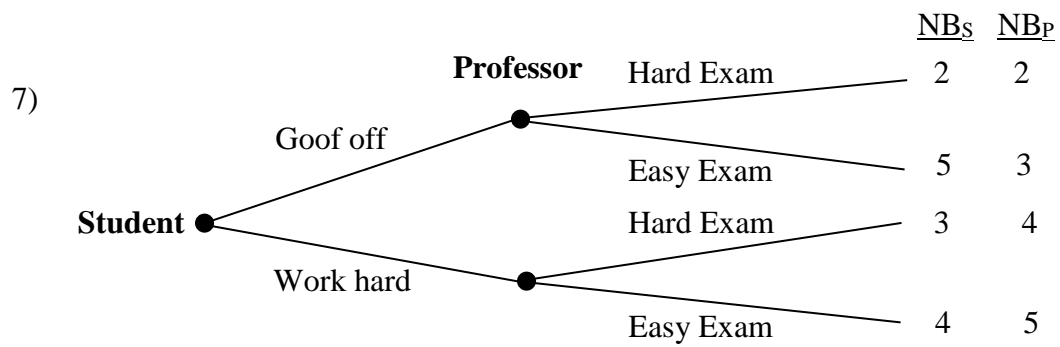 NBS NBP
Professor Hard Exam 2 2
7)
Goof off
Easy Exam 5 3
Student Hard Exam 3 4
Work hard
Easy Exam 4 5